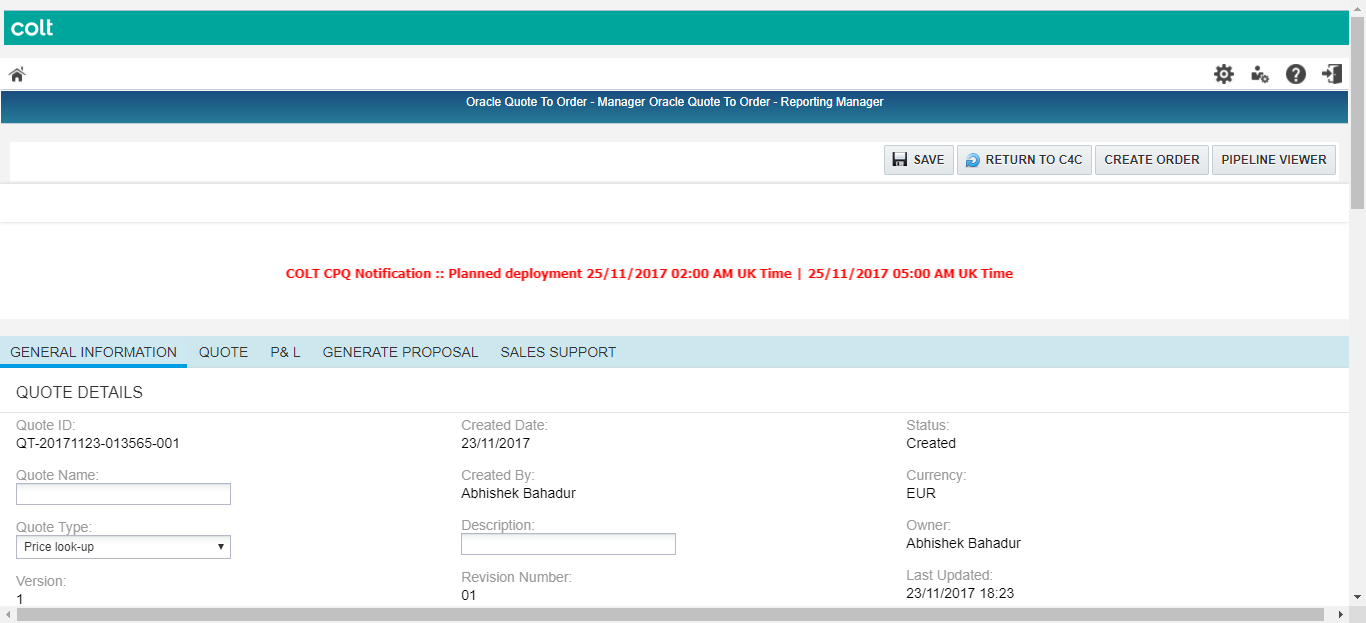 colt
Oracle Quote To Order - Manager Oracle Quote To Order - Reporting Manager
SAVE RETURN TO C4C CREATE ORDER PIPELINE VIEWER
COLT CPQ Notification :: Planned deployment 25/11/2017 02:00 AM UK Time | 25/11/2017 05:00 AM UK Time
GENERAL INFORMATION QUOTE P& L GENERATE PROPOSAL SALES SUPPORT
QUOTE DETAILS
Quote ID: Created Date: Status:
QT-20171123-013565-001 23/11/2017 Created
Quote Name: Created By: Currency:
Abhishek Bahadur EUR
Quote Type: Description: Owner:
Price look-up Abhishek Bahadur
Version: Revision Number: Last Updated:
1 01 23/11/2017 18:23